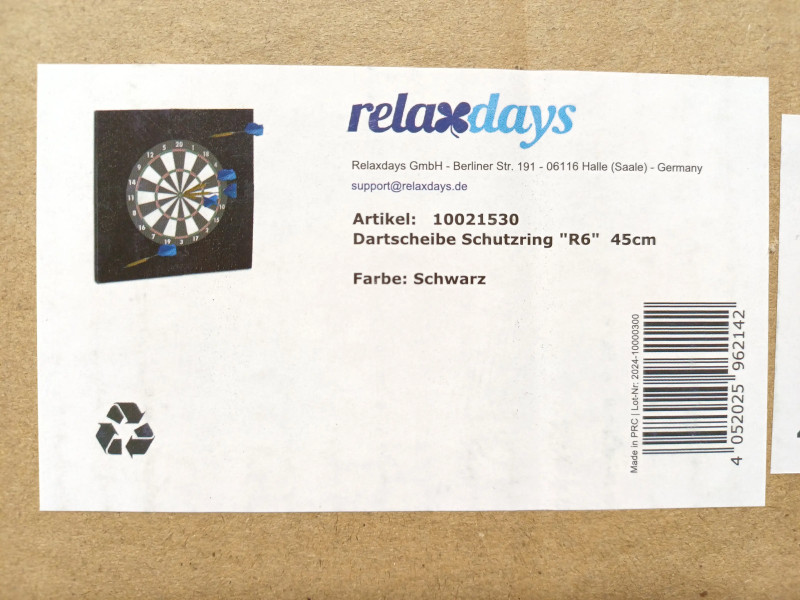 relaxdays
Relaxdays GmbH - Berliner Str. 191 - 06116 Halle (Saale) - Germany
support@relaxdays.de
Artikel: 10021530
Dartscheibe Schutzring "R6" 45cm
Farbe: Schwarz
Made in PRC | Lot-Nr: 2024-10000300
4 052025 962142